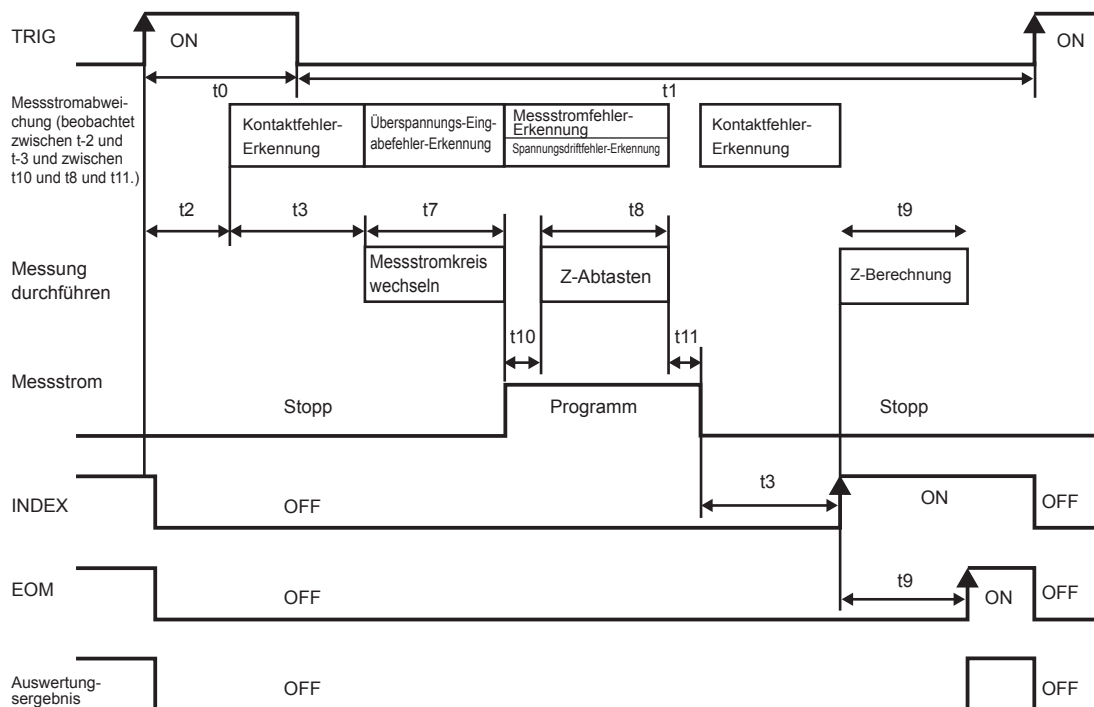 TRIG
ON
ON
t0
t1
Messstromabwei-
chung (beobachtet
zwischen t-2 und
t-3 und zwischen
t10 und t8 und t11.)
Kontaktfehler-
Erkennung
Überspannungs-Eing-
abefehler-Erkennung
Messstromfehler-
Erkennung
Spannungsdriftfehler-Erkennung
Kontaktfehler-
Erkennung
t2
t3
t7
t8
t9
Messung
durchführen
Messstromkreis
wechseln
Z-Abtasten
Z-Berechnung
t10
t11
Messstrom
Stopp
Programm
Stopp
INDEX
OFF
t3
ON
OFF
EOM
OFF
t9
ON
OFF
Auswertung-
sergebnis
OFF
OFF